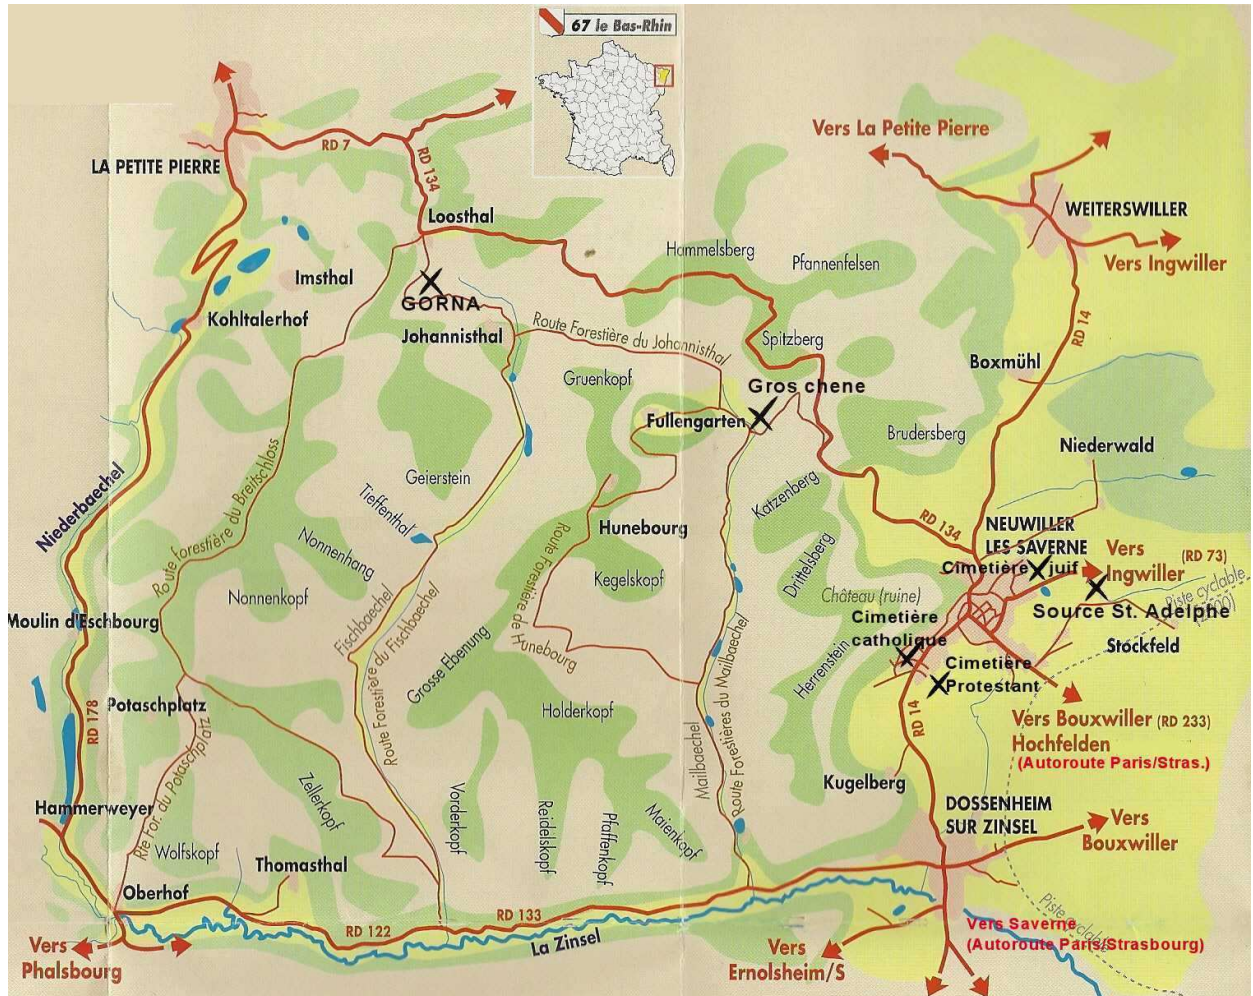 67 le Bas-Rhin
Vers La Petite Pierre
RD 7
RD 134
LA PETITE PIERRE
WEITERSWILLER
Loosthal
Vers Ingwiller
Hammelsberg
Pfannenfelsen
Imsthal
GORNA
Kohltalerhof
Johannisthal
Route Forestière du Johannisthal
Spitzberg
RD 14
Boxmühl
Gruenkopf
Gros chene
Fullengarten
Brudersberg
Niederwald
Geierstein
Tieffenthal
Katzenberg
Niederbaechel
Route forestière du Breitschloss
Nonnenhang
Hunebourg
Route Forestière de Hunebourg
RD 134
NEUWILLER
LES SAVERNE
Cimetière juif
Vers
Ingwiller
(RD 73)
Kegelskopf
Drittelsberg
Nonnenkopf
Château (ruine)
Source St. Adelphe
Piste cyclable
Moulin d'Eschbourg
Fischbaechel
Route Forestière du Fischbaechel
Cimetière
catholique
Stockfeld
Grosse Ebenung
Herrenstein
Cimetière
Protestant
Potaschplatz
RD 178
Holderkopf
Mailbaechel
Route Forestières du Mailbaechel
RD 14
Vers Bouxwiller (RD 233)
Hochfelden
(Autoroute Paris/Stras.)
Rte For. du Potaschplatz
Kugelberg
Hammerweyer
Zellerkopf
Vorderkopf
Reidelskopf
Pfaffenkopf
Maienkopf
DOSSENHEIM
SUR ZINSEL
Vers
Bouxwiller
Wolfskopf
Thomasthal
Oberhof
RD 133
RD 122
La Zinsel
Piste cyclable
Vers Saverne
(Autoroute Paris/Strasbourg)
Vers
Phalsbourg
Vers
Ernolsheim/S